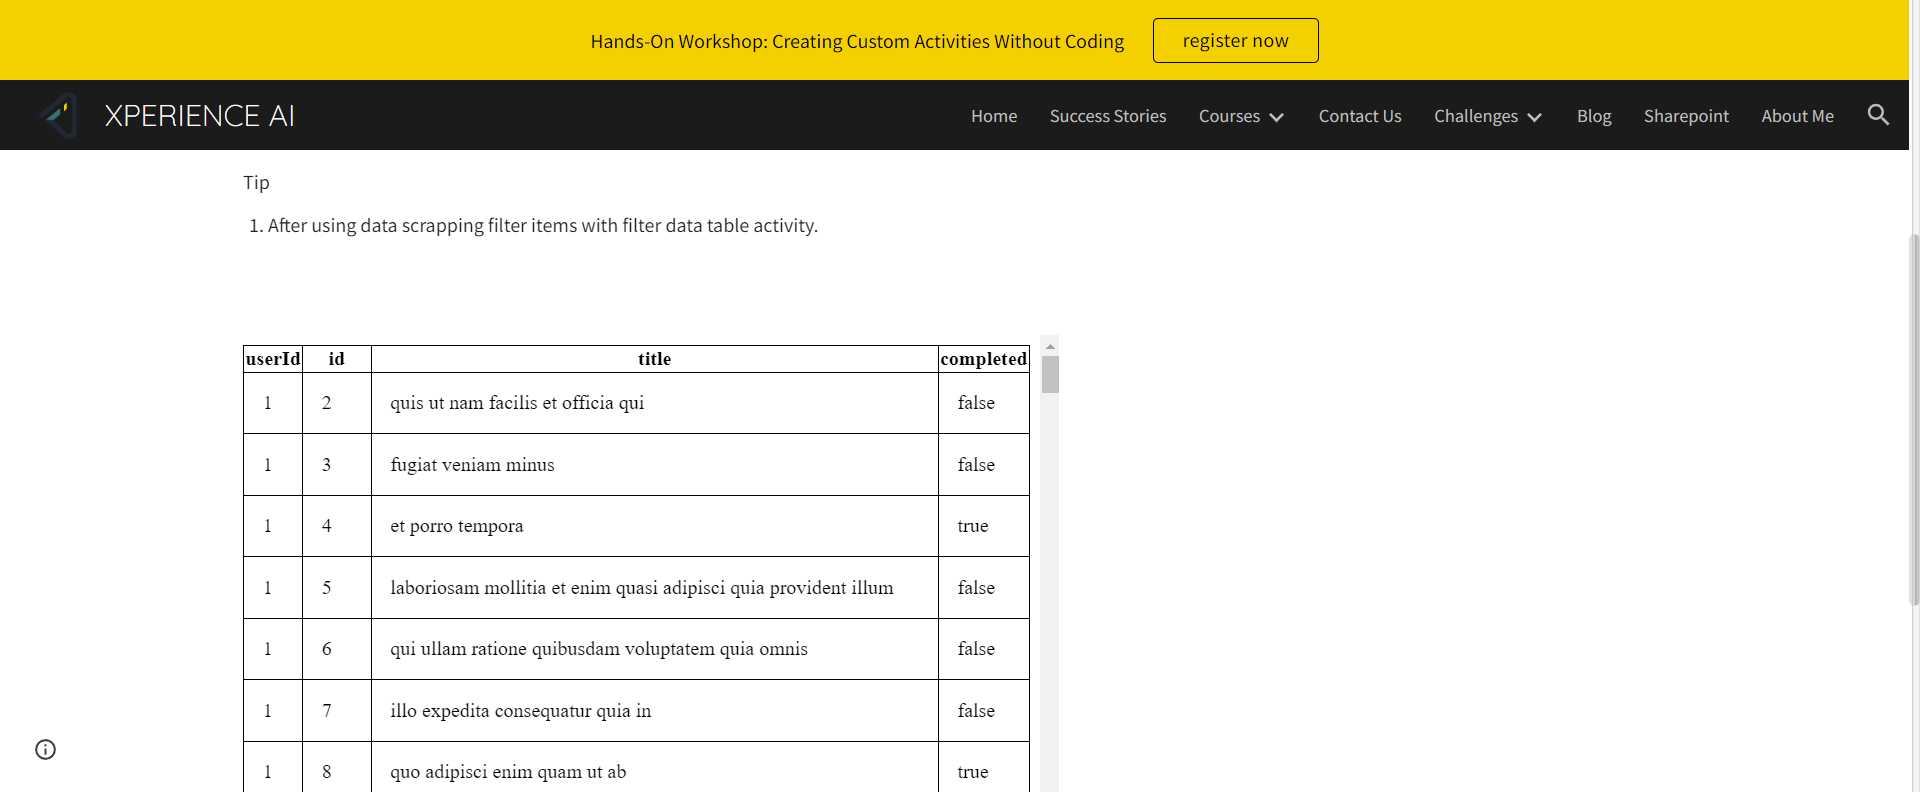 Hands-On Workshop: Creating Custom Activities Without Coding register now
XPERIENCE AI Home Success Stories Courses Contact Us Challenges Blog Sharepoint About Me
Tip
1. After using data scrapping filter items with filter data table activity.
userId id title completed
1 2 quis ut nam facilis et officia qui false
1 3 fugiat veniam minus false
1 4 et porro tempora true
1 5 laboriosam mollitia et enim quasi adipisci quia provident illum false
1 6 qui ullam ratione quibusdam voluptatem quia omnis false
1 7 illo expedita consequatur quia in false
1 8 quo adipisci enim quam ut ab true